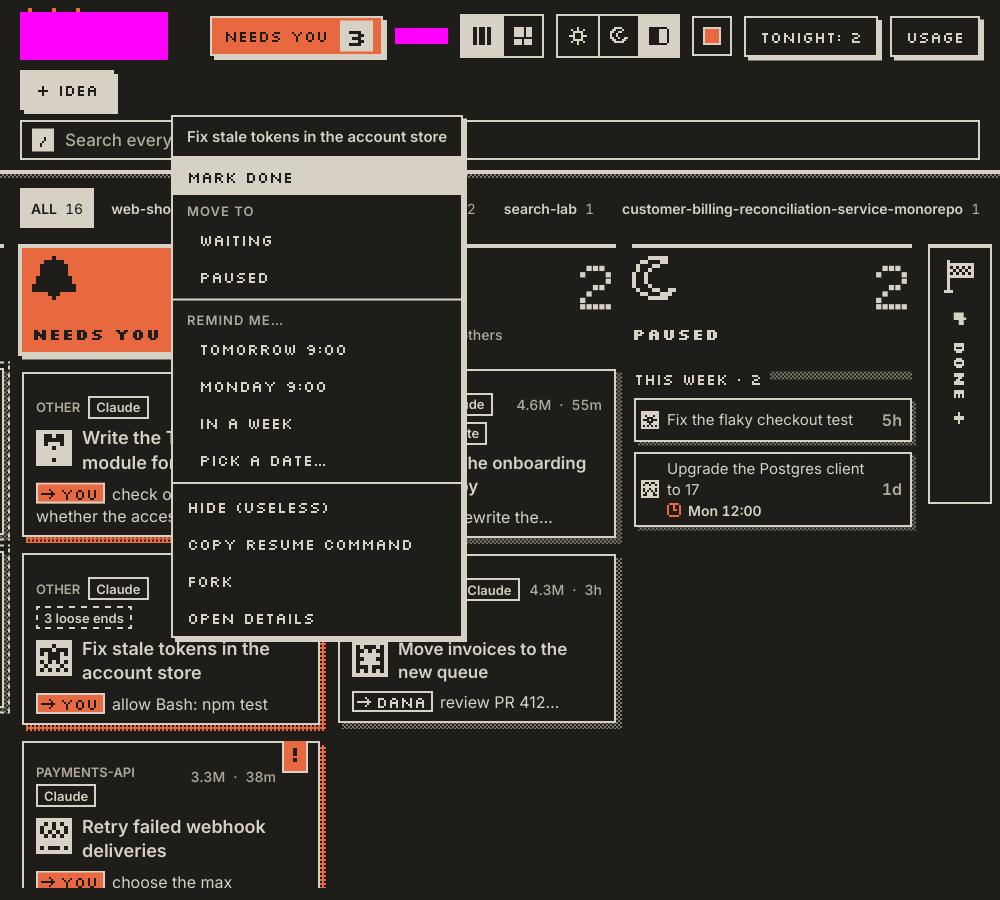 NEEDS YOU 3
TONIGHT: 2
USAGE
+ IDEA
/ Search every
Fix stale tokens in the account store
MARK DONE
MOVE TO
WAITING
PAUSED
REMIND ME…
TOMORROW 9:00
MONDAY 9:00
IN A WEEK
PICK A DATE…
HIDE (USELESS)
COPY RESUME COMMAND
FORK
OPEN DETAILS
ALL 16
web-sho
2
search-lab 1
customer-billing-reconciliation-service-monorepo 1
NEEDS YOU
OTHER Claude
Write the T
module for
→ YOU check o
whether the acces
OTHER Claude
3 loose ends
Fix stale tokens in the
account store
→ YOU allow Bash: npm test
PAYMENTS-API
3.3M · 38m
!
Claude
Retry failed webhook
deliveries
→ YOU choose the max
2
thers
4.6M · 55m
he onboarding
ewrite the…
Claude 4.3M · 3h
Move invoices to the
new queue
→ DANA review PR 412…
2
PAUSED
THIS WEEK · 2
Fix the flaky checkout test 5h
Upgrade the Postgres client
to 17
1d
Mon 12:00
DONE